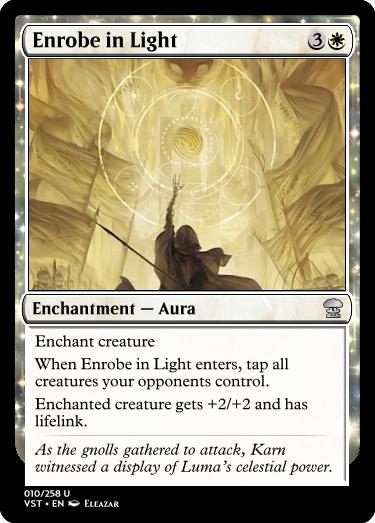 Enrobe in Light 3
Enchantment — Aura
Enchant creature
When Enrobe in Light enters, tap all
creatures your opponents control.
Enchanted creature gets +2/+2 and has
lifelink.
As the gnolls gathered to attack, Karn
witnessed a display of Luma's celestial power.
010/258 U
VST • EN Eleazar